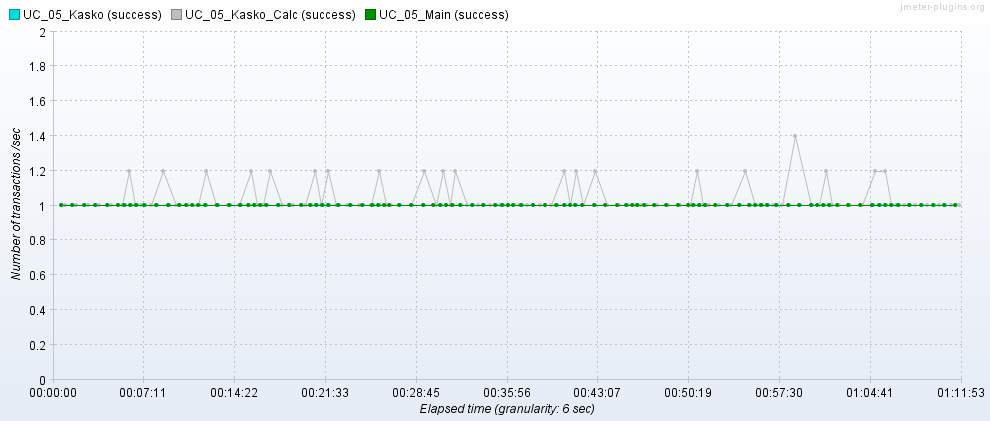 UC_05_Kasko (success) UC_05_Kasko_Calc (success) UC_05_Main (success)
jmeter-plugins.org
Number of transactions /sec
2
1.8
1.6
1.4
1.2
1
0.8
0.6
0.4
0.2
0
00:00:00 00:07:11 00:14:22 00:21:33 00:28:45 00:35:56 00:43:07 00:50:19 00:57:30 01:04:41 01:11:53
Elapsed time (granularity: 6 sec)